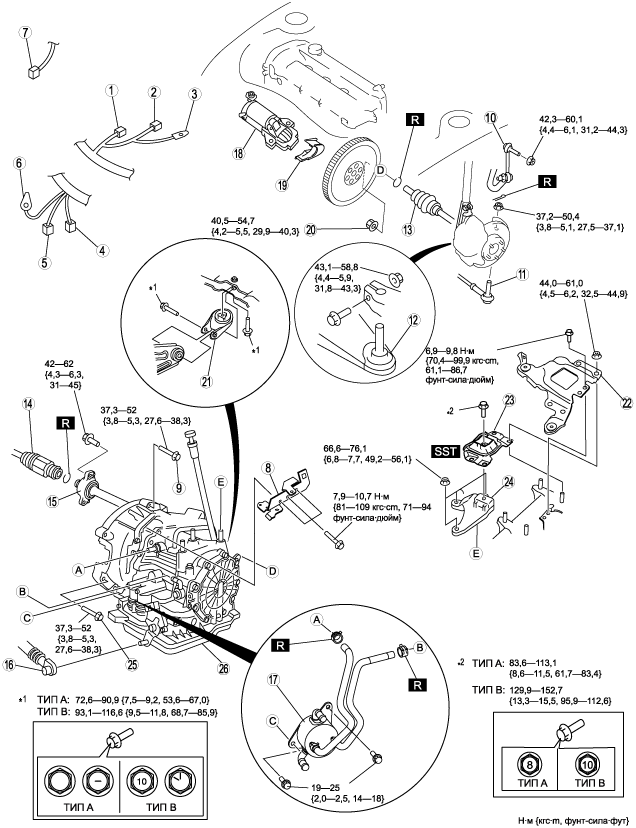 7
1
2
3
6
5
4
18
19
R
D
20
13
10
42,3—60,1
{4,4—6,1, 31,2—44,3}
R
37,2—50,4
{3,8—5,1, 27,5—37,1}
11
44,0—61,0
{4,5—6,2, 32,5—44,9}
40,5—54,7
{4,2—5,5, 29,9—40,3}
43,1—58,8
{4,4—5,9,
31,8—43,3}
12
*1
*1
21
6,9—9,8 Н·м
{70,4—99,9 кгс·cm,
61,1—86,7
фунт-сила·дюйм}
22
*2
23
SST
66,6—76,1
{6,8—7,7, 49,2—56,1}
24
E
42—62
{4,3—6,3,
31—45}
14
R
15
37,3—52
{3,8—5,3, 27,6—38,3}
9
E
8
7,9—10,7 Н·м
{81—109 кгс·cm, 71—94
фунт-сила·дюйм}
A
B
C
D
37,3—52
{3,8—5,3,
27,6—38,3}
25
26
16
A
R
B
R
17
C
19—25
{2,0—2,5, 14—18}
*1 ТИП A: 72,6—90,9 {7,5—9,2, 53,6—67,0}
ТИП B: 93,1—116,6 {9,5—11,8, 68,7—85,9}
10
ТИП A
ТИП B
*2 ТИП A: 83,6—113,1
{8,6—11,5, 61,7—83,4}
ТИП B: 129,9—152,7
{13,3—15,5, 95,9—112,6}
8
10
ТИП A
ТИП B
Н·м {кгс·m, фунт-сила·фут}